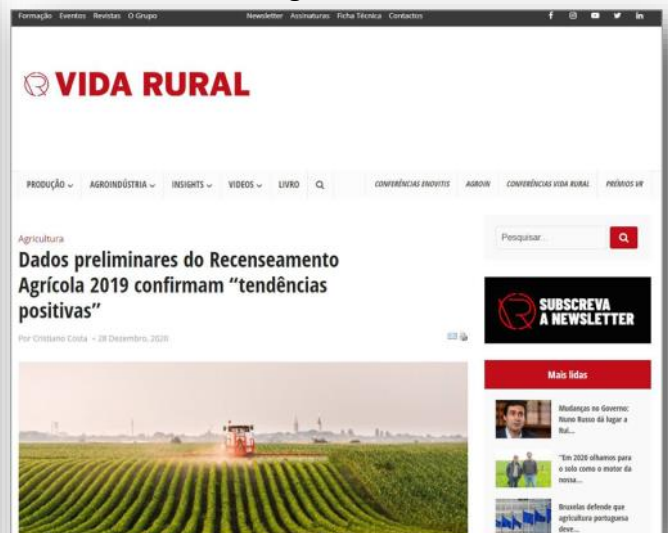 Formação Eventos Revistas O Grupo Newsletter Assinaturas Ficha Técnica Contactos
VIDA RURAL
PRODUÇÃO AGROINDÚSTRIA INSIGHTS VIDEOS LIVRO CONFERÊNCIAS ENOVITIS AGROIN CONFERÊNCIAS VIDA RURAL PRÉMIOS VR
Agricultura
Dados preliminares do Recenseamento
Agrícola 2019 confirmam “tendências
positivas”
Por Cristiano Costa - 28 Dezembro, 2020
Pesquisar...
SUBSCREVA
A NEWSLETTER
Mais lidas
Mudanças no Governo:
Nuno Russo dá lugar a
Rui...
"Em 2020 olhamos para
o solo como o motor da
nossa...
Bruxelas defende que
agricultura portuguesa
deve...